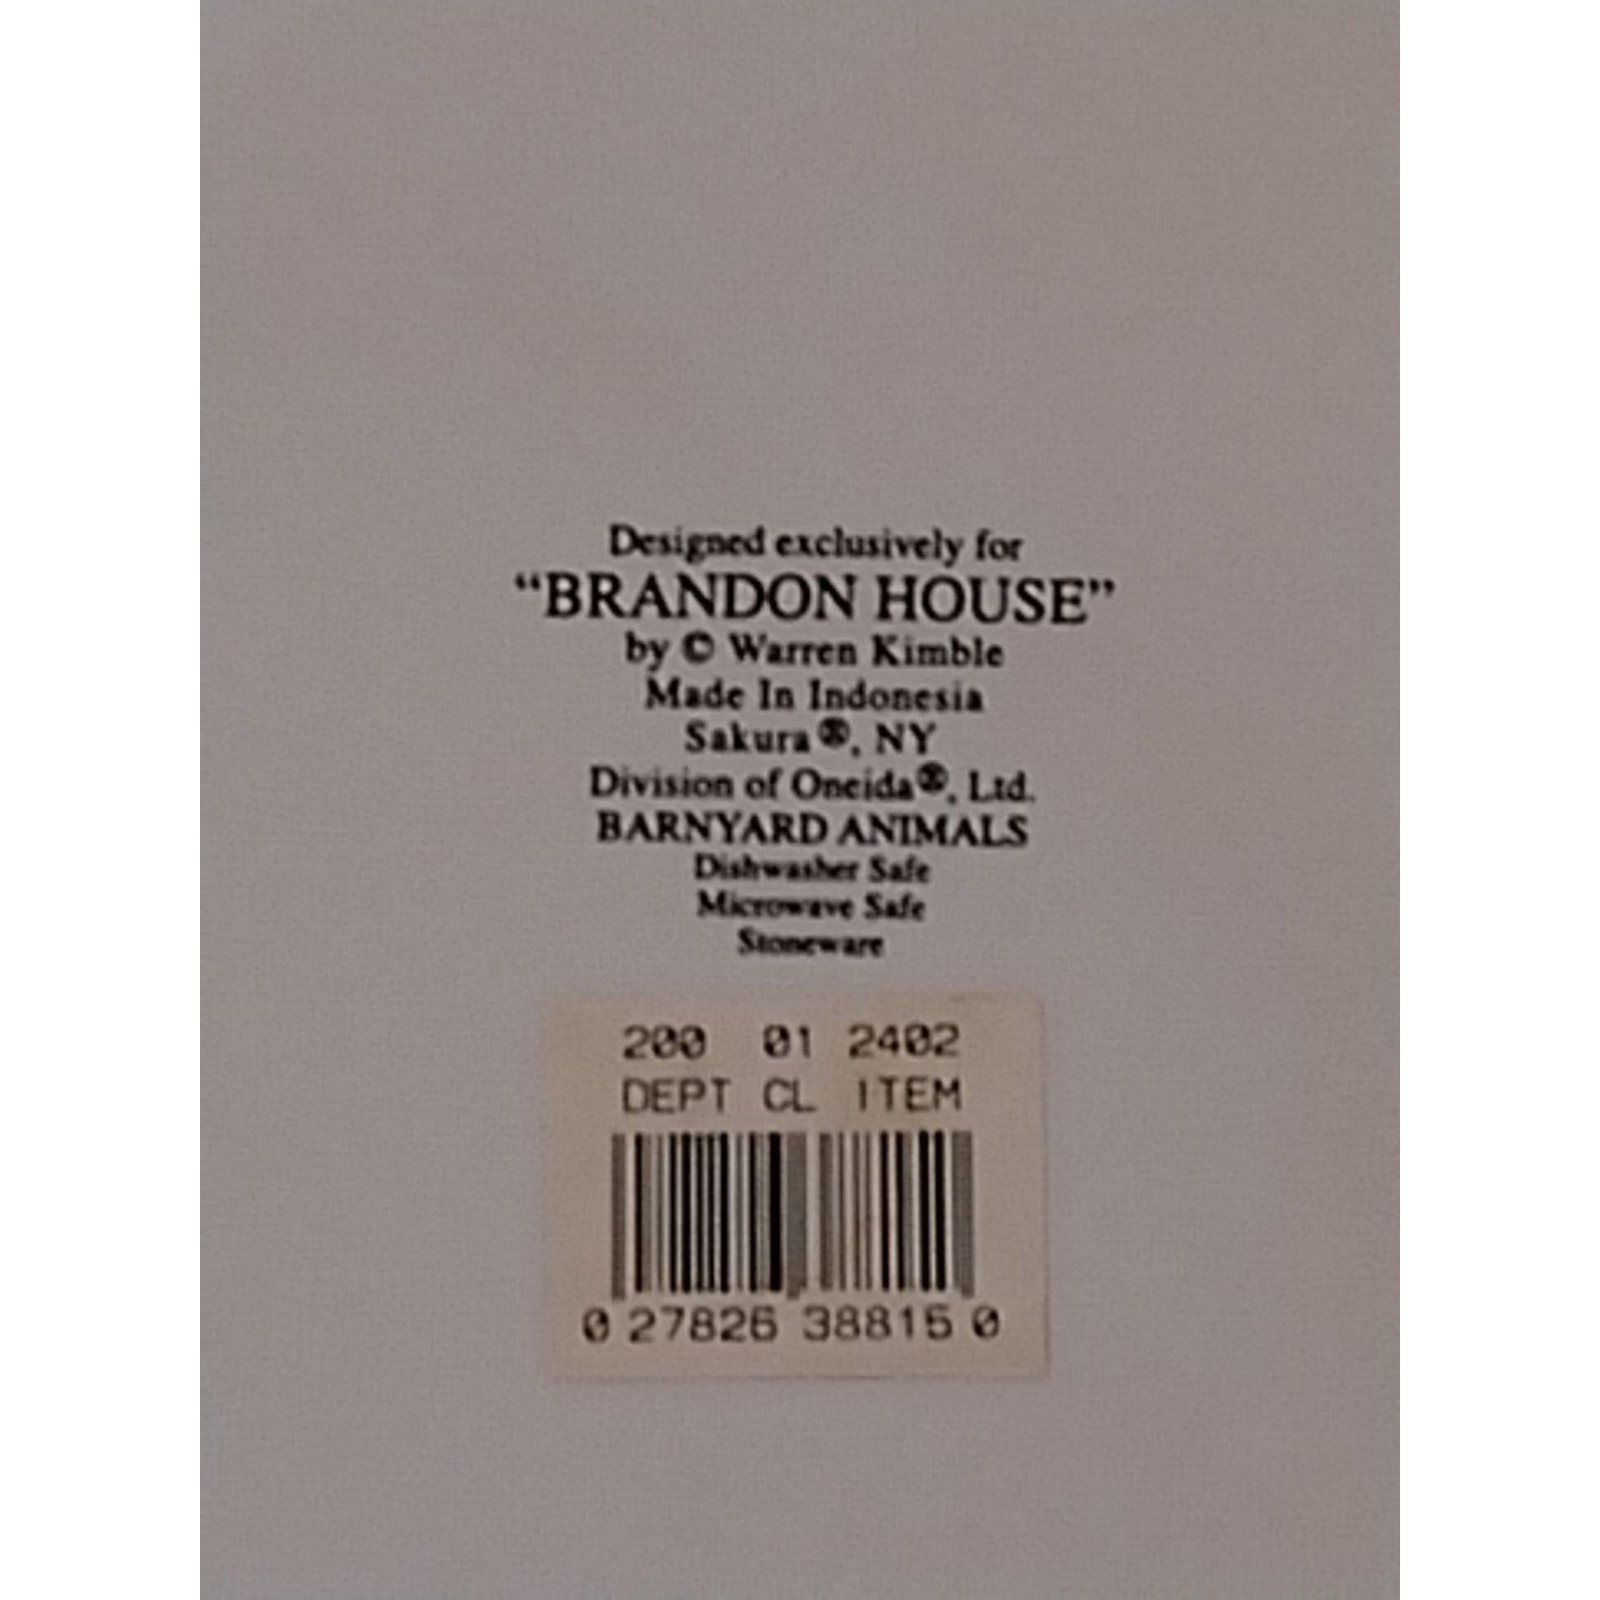 Designed exclusively for
“BRANDON HOUSE”
by © Warren Kimble
Made In Indonesia
Sakura®, NY
Division of Oneida®, Ltd.
BARNYARD ANIMALS
Dishwasher Safe
Microwave Safe
Stoneware
200 01 2402
DEPT CL ITEM
0 27826 38815 0